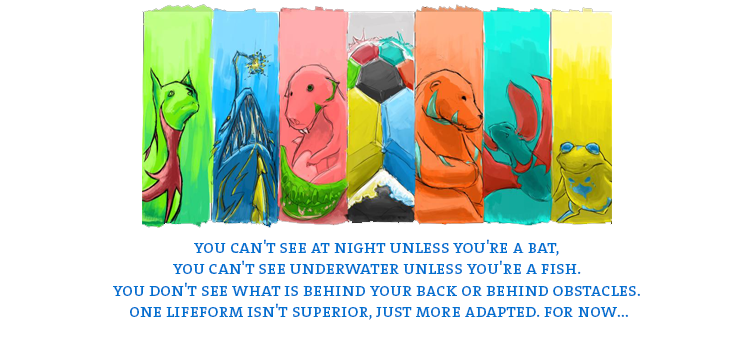 YOU CAN'T SEE AT NIGHT UNLESS YOU'RE A BAT,
YOU CAN'T SEE UNDERWATER UNLESS YOU'RE A FISH.
YOU DON'T SEE WHAT IS BEHIND YOUR BACK OR BEHIND OBSTACLES.
ONE LIFEFORM ISN'T SUPERIOR, JUST MORE ADAPTED. FOR NOW...